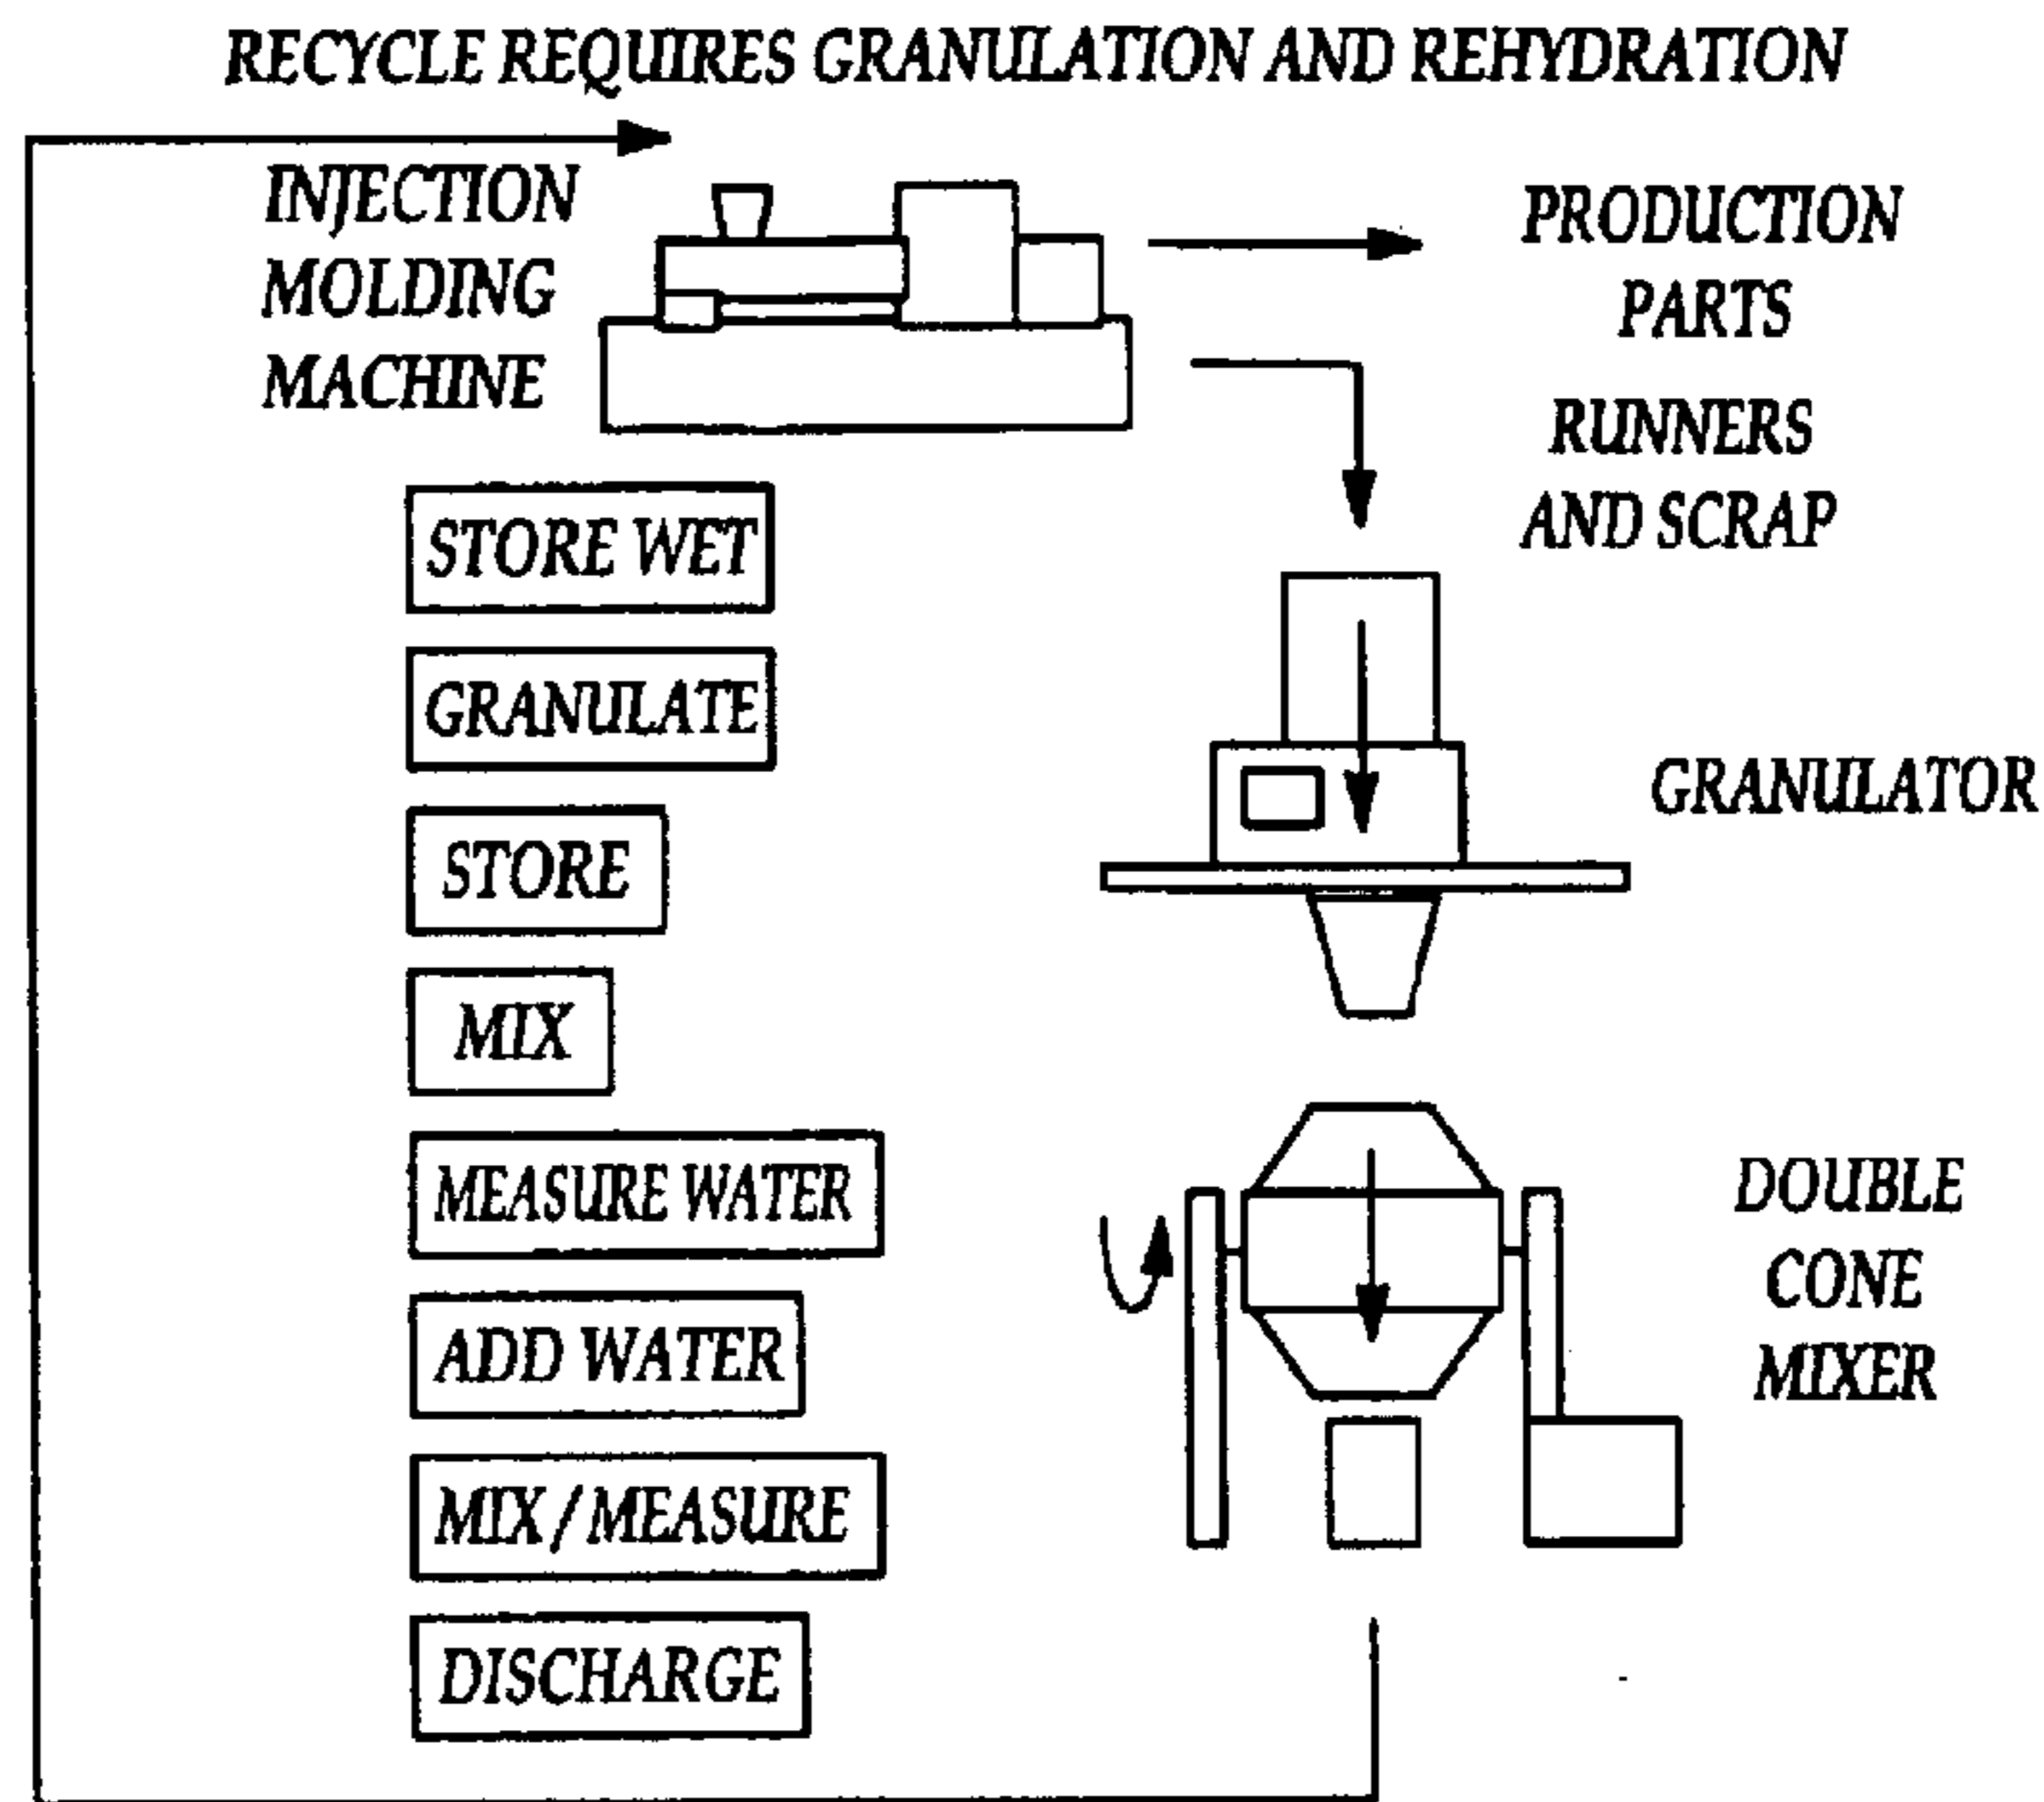 RECYCLE REQUIRES GRANULATION AND REHYDRATION
INJECTION
MOLDING
MACHINE
PRODUCTION
PARTS
RUNNERS
AND SCRAP
STORE WET
GRANULATE
STORE
MIX
MEASURE WATER
ADD WATER
MIX/MEASURE
DISCHARGE
GRANULATOR
DOUBLE
CONE
MIXER